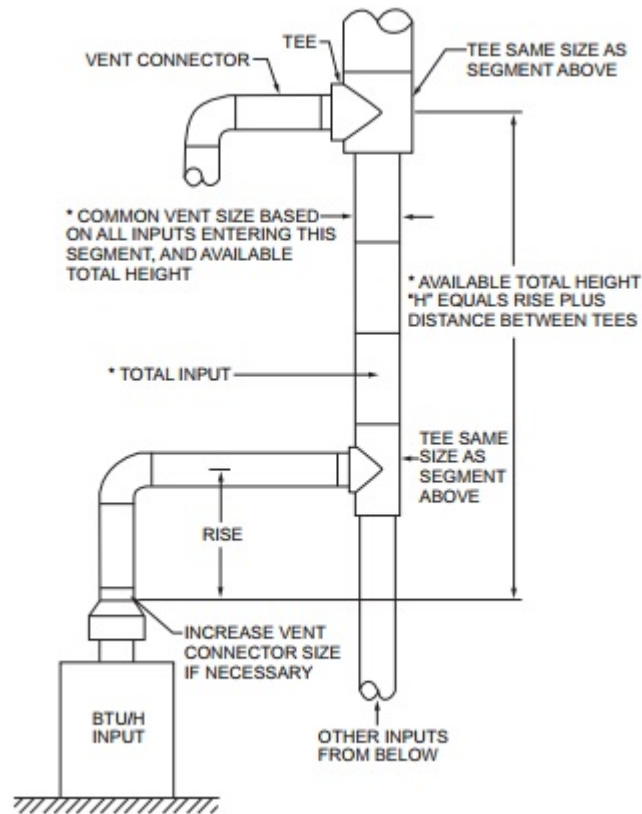 TEE
VENT CONNECTOR
TEE SAME SIZE AS
SEGMENT ABOVE
* COMMON VENT SIZE BASED
ON ALL INPUTS ENTERING THIS
SEGMENT, AND AVAILABLE
TOTAL HEIGHT
* AVAILABLE TOTAL HEIGHT
"H" EQUALS RISE PLUS
DISTANCE BETWEEN TEES
* TOTAL INPUT
TEE SAME
SIZE AS
SEGMENT
ABOVE
RISE
INCREASE VENT
CONNECTOR SIZE
IF NECESSARY
BTU/H
INPUT
OTHER INPUTS
FROM BELOW